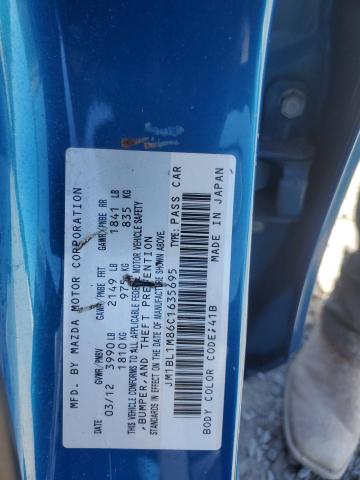 MFD. BY MAZDA MOTOR CORPORATION
DATE GVWR/PNBV GAWR/PNBE FRT GAWR/PNBE RR
03/12 3990LB 2149 LB 1841 LB
1810KG 975 KG 835 KG
THIS VEHICLE CONFORMS TO ALL APPLICABLE FEDERAL MOTOR VEHICLE SAFETY
, BUMPER, AND THEFT PREVENTION
STANDARDS IN EFFECT ON THE DATE OF MANUFACTURE SHOWN ABOVE.
JM1BL1M86C1635695 TYPE: PASS CAR
BODY COLOR CODE:41B MADE IN JAPAN